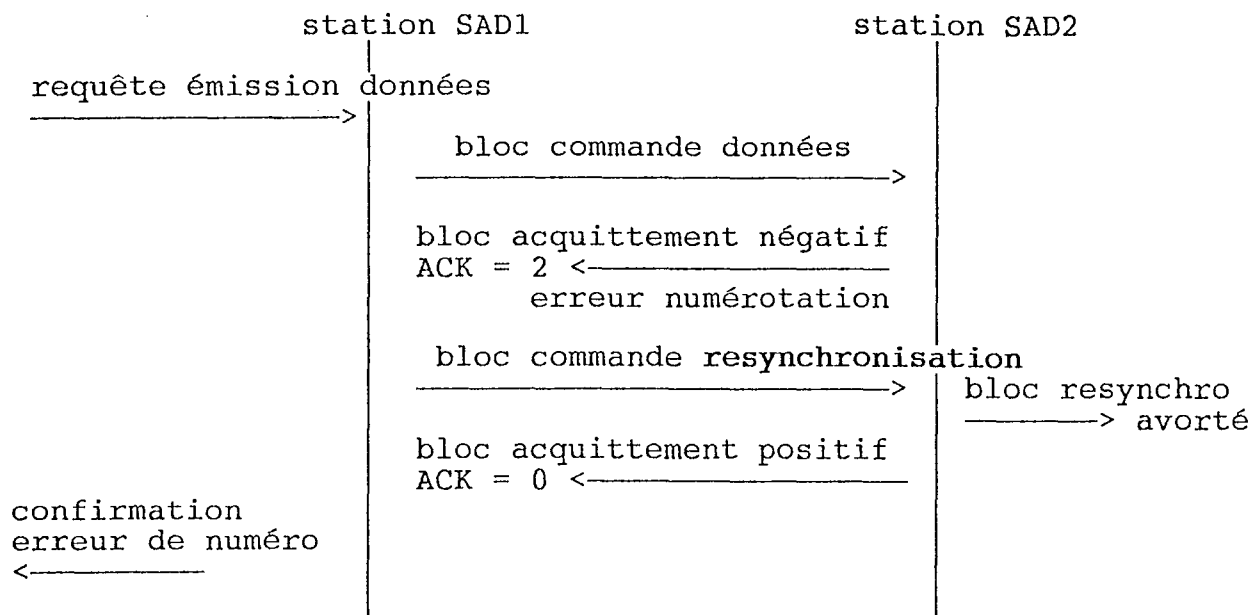 station SAD1 station SAD2
requête émission données
bloc commande données
bloc acquittement négatif
ACK = 2
erreur numérotation
bloc commande resynchronisation
bloc resynchro
avorté
bloc acquittement positif
ACK = 0
confirmation
erreur de numéro